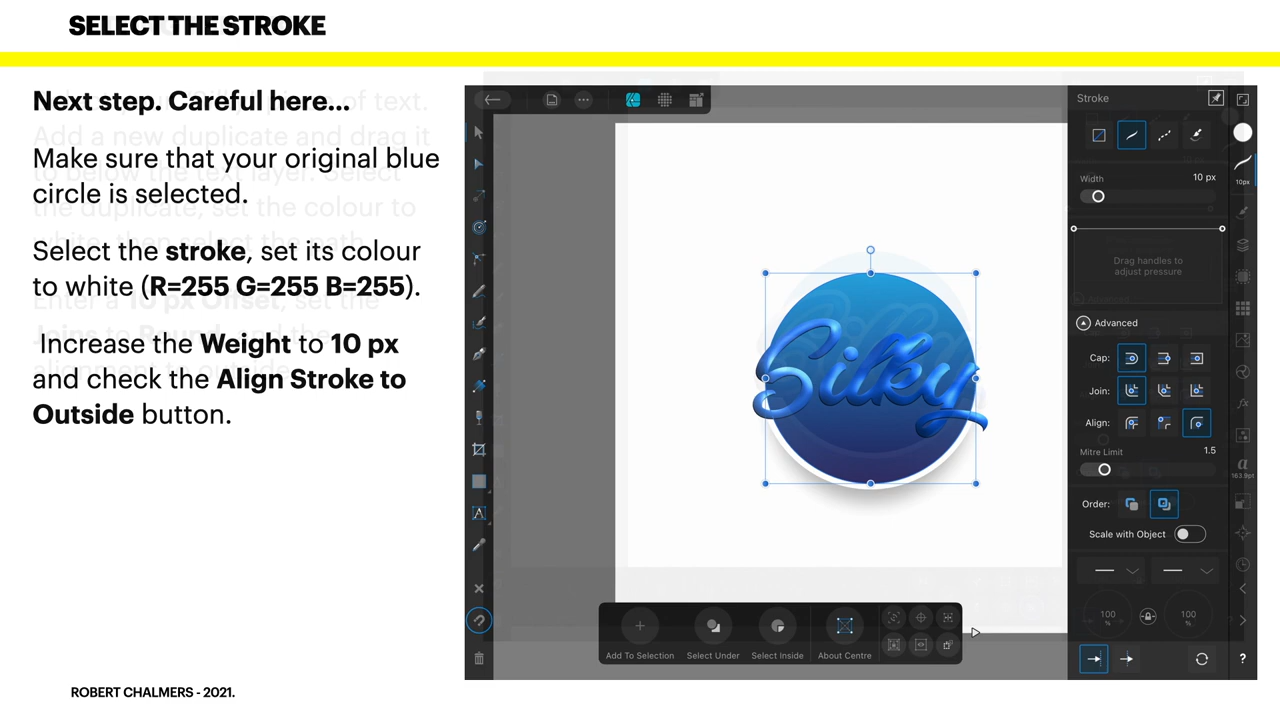 SELECT THE STROKE
Next step. Careful here...
Make sure that your original blue
circle is selected.
Select the stroke, set its colour
to white (R=255 G=255 B=255).
Increase the Weight to 10 px
and check the Align Stroke to
Outside button.
Stroke
Width 10 px
10px
Drag handles to
adjust pressure
Advanced
Cap:
Join:
Align:
Mitre Limit 1.5
a
163.9pt
Order:
Scale with Object
100 %
100 %
Silky
A
fx
Add To Selection
Select Under
Select Inside
About Centre
?
ROBERT CHALMERS - 2021.